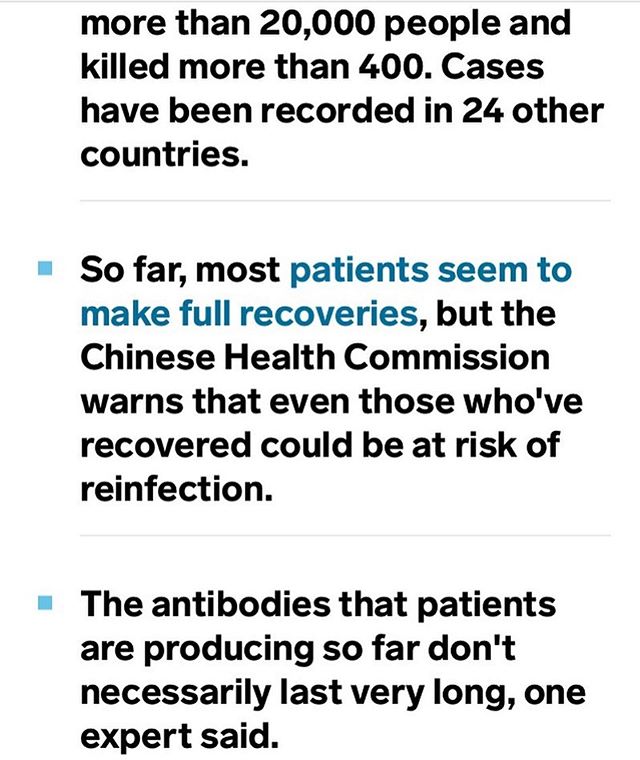 more than 20,000 people and
killed more than 400. Cases
have been recorded in 24 other
countries.
So far, most patients seem to
make full recoveries, but the
Chinese Health Commission
warns that even those who've
recovered could be at risk of
reinfection.
The antibodies that patients
are producing so far don't
necessarily last very long, one
expert said.